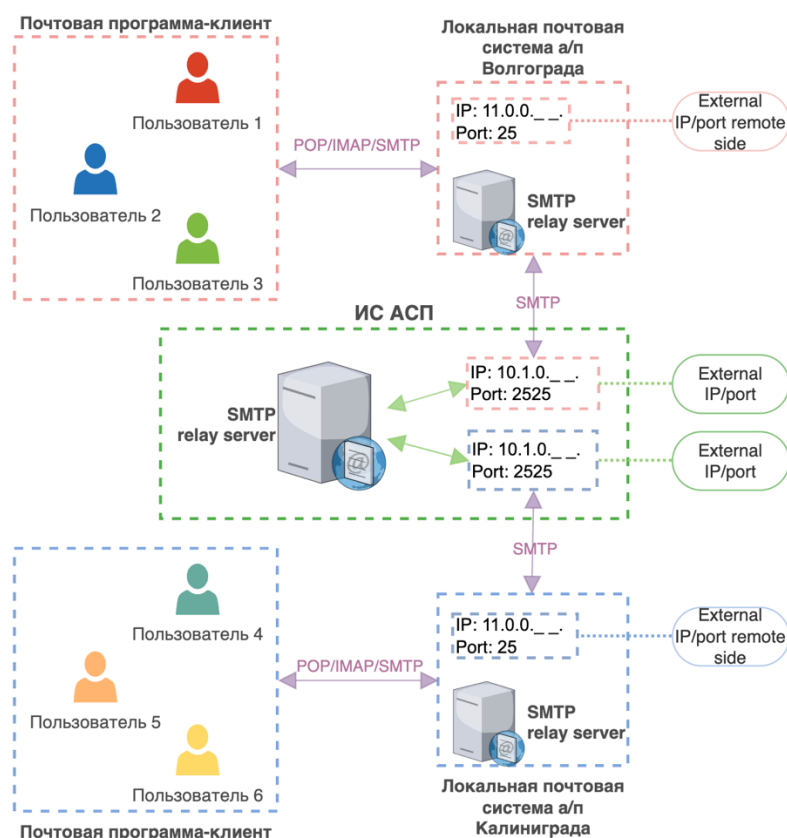 Почтовая программа-клиент
Пользователь 1
Пользователь 2
Пользователь 3
POP/IMAP/SMTP
Локальная почтовая
система а/п
Волгограда
IP: 11.0.0._ _.
Port: 25
SMTP
relay server
External
IP/port remote
side
SMTP
ИС АСП
SMTP
relay server
IP: 10.1.0._ _.
Port: 2525
External
IP/port
IP: 10.1.0._ _.
Port: 2525
External
IP/port
SMTP
Пользователь 4
Пользователь 5
Пользователь 6
Почтовая программа-клиент
POP/IMAP/SMTP
IP: 11.0.0._ _.
Port: 25
SMTP
relay server
External
IP/port remote
side
Локальная почтовая
система а/п
Калиниграда